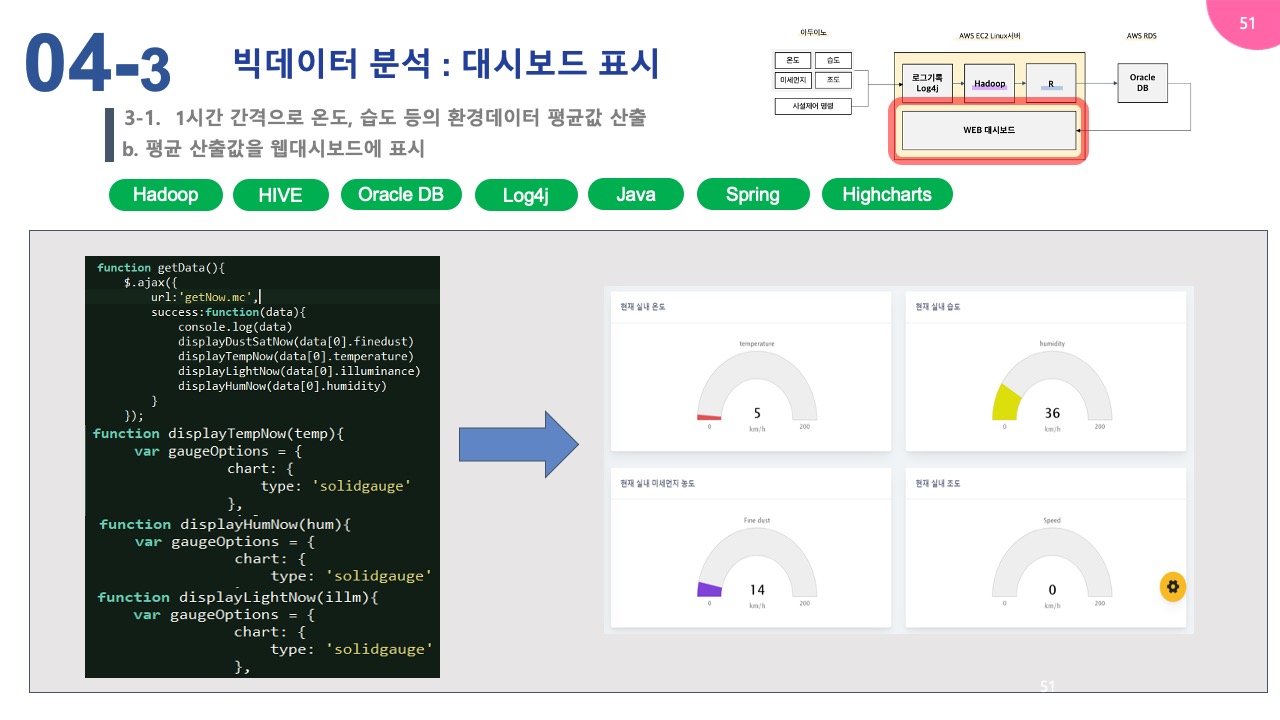 51
04-3
빅데이터 분석 : 대시보드 표시
3-1. 1시간 간격으로 온도, 습도 등의 환경데이터 평균값 산출
b. 평균 산출값을 웹대시보드에 표시
아두이노
AWS EC2 Linux서버
AWS RDS
온도
습도
미세먼지
조도
시설제어 명령
로그기록
Log4j
Hadoop
R
Oracle
DB
WEB 대시보드
Hadoop
HIVE
Oracle DB
Log4j
Java
Spring
Highcharts
function getData(){
$.ajax({
url:'getNow.mc',
success:function(data){
console.log(data)
displayDustSatNow(data[0].finedust)
displayTempNow(data[0].temperature)
displayLightNow(data[0].illuminance)
displayHumNow(data[0].humidity)
}
});
function displayTempNow(temp){
var gaugeOptions = {
chart: {
type: 'solidgauge'
},
function displayHumNow(hum){
var gaugeOptions = {
chart: {
type: 'solidgauge'
function displayLightNow(illm){
var gaugeOptions = {
chart: {
type: 'solidgauge'
},
현재 실내 온도
temperature
5
km/h
0
200
현재 실내 습도
humidity
36
km/h
0
200
현재 실내 미세먼지 농도
Fine dust
14
km/h
0
200
현재 실내 조도
Speed
0
km/h
0
200
51